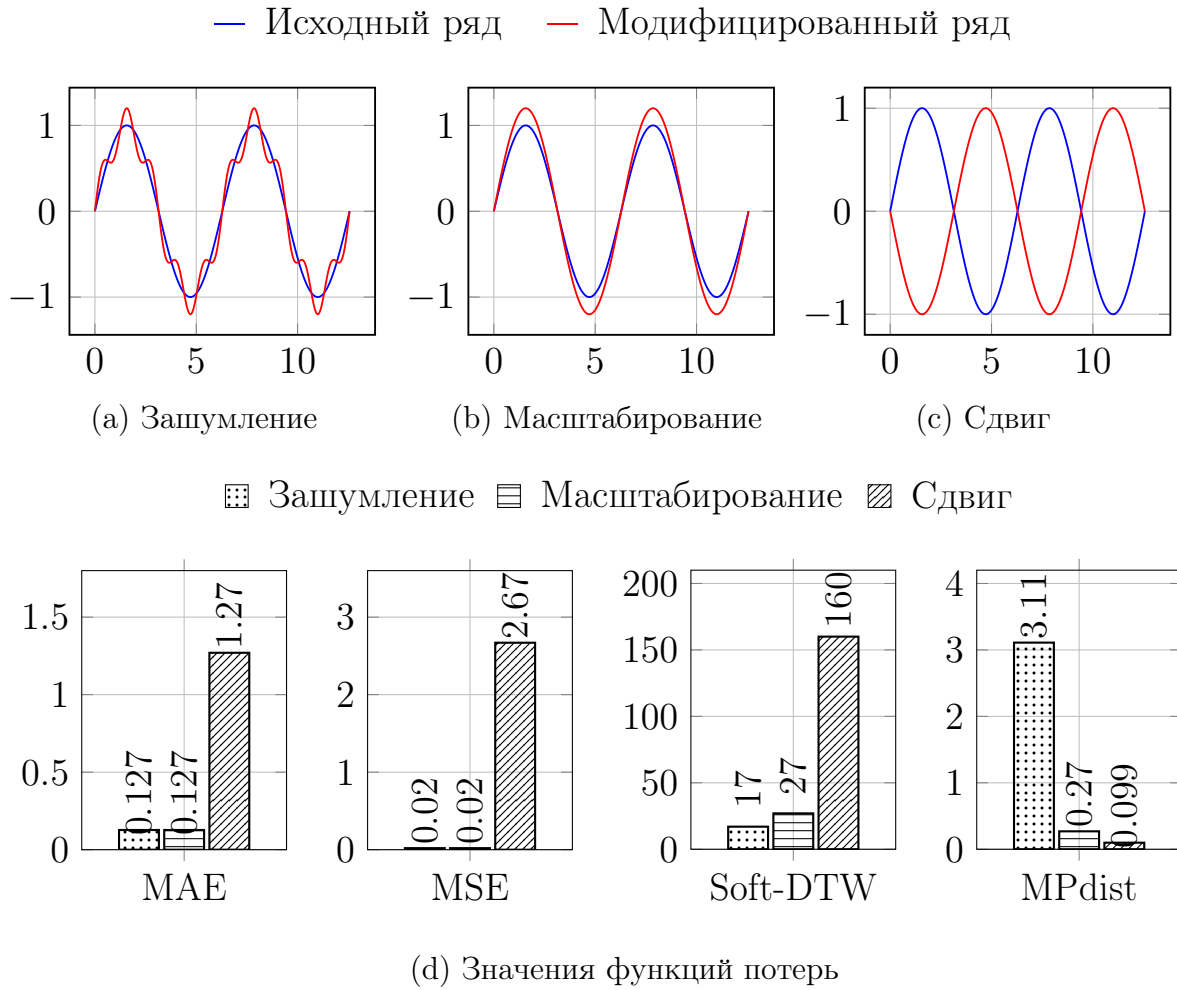 Исходный ряд Модифицированный ряд
1 0 −1 0 5 10
1 0 −1 0 5 10
1 0 −1 0 5 10
(a) Зашумление (b) Масштабирование (c) Сдвиг
Зашумление Масштабирование Сдвиг
1.5 1 0.5 0 0.127 0.127 1.27
3 2 1 0 0.02 0.02 2.67
200 150 100 50 0 17 27 160
4 3 2 1 0 3.11 0.27 0.099
MAE MSE Soft-DTW MPdist
(d) Значения функций потерь